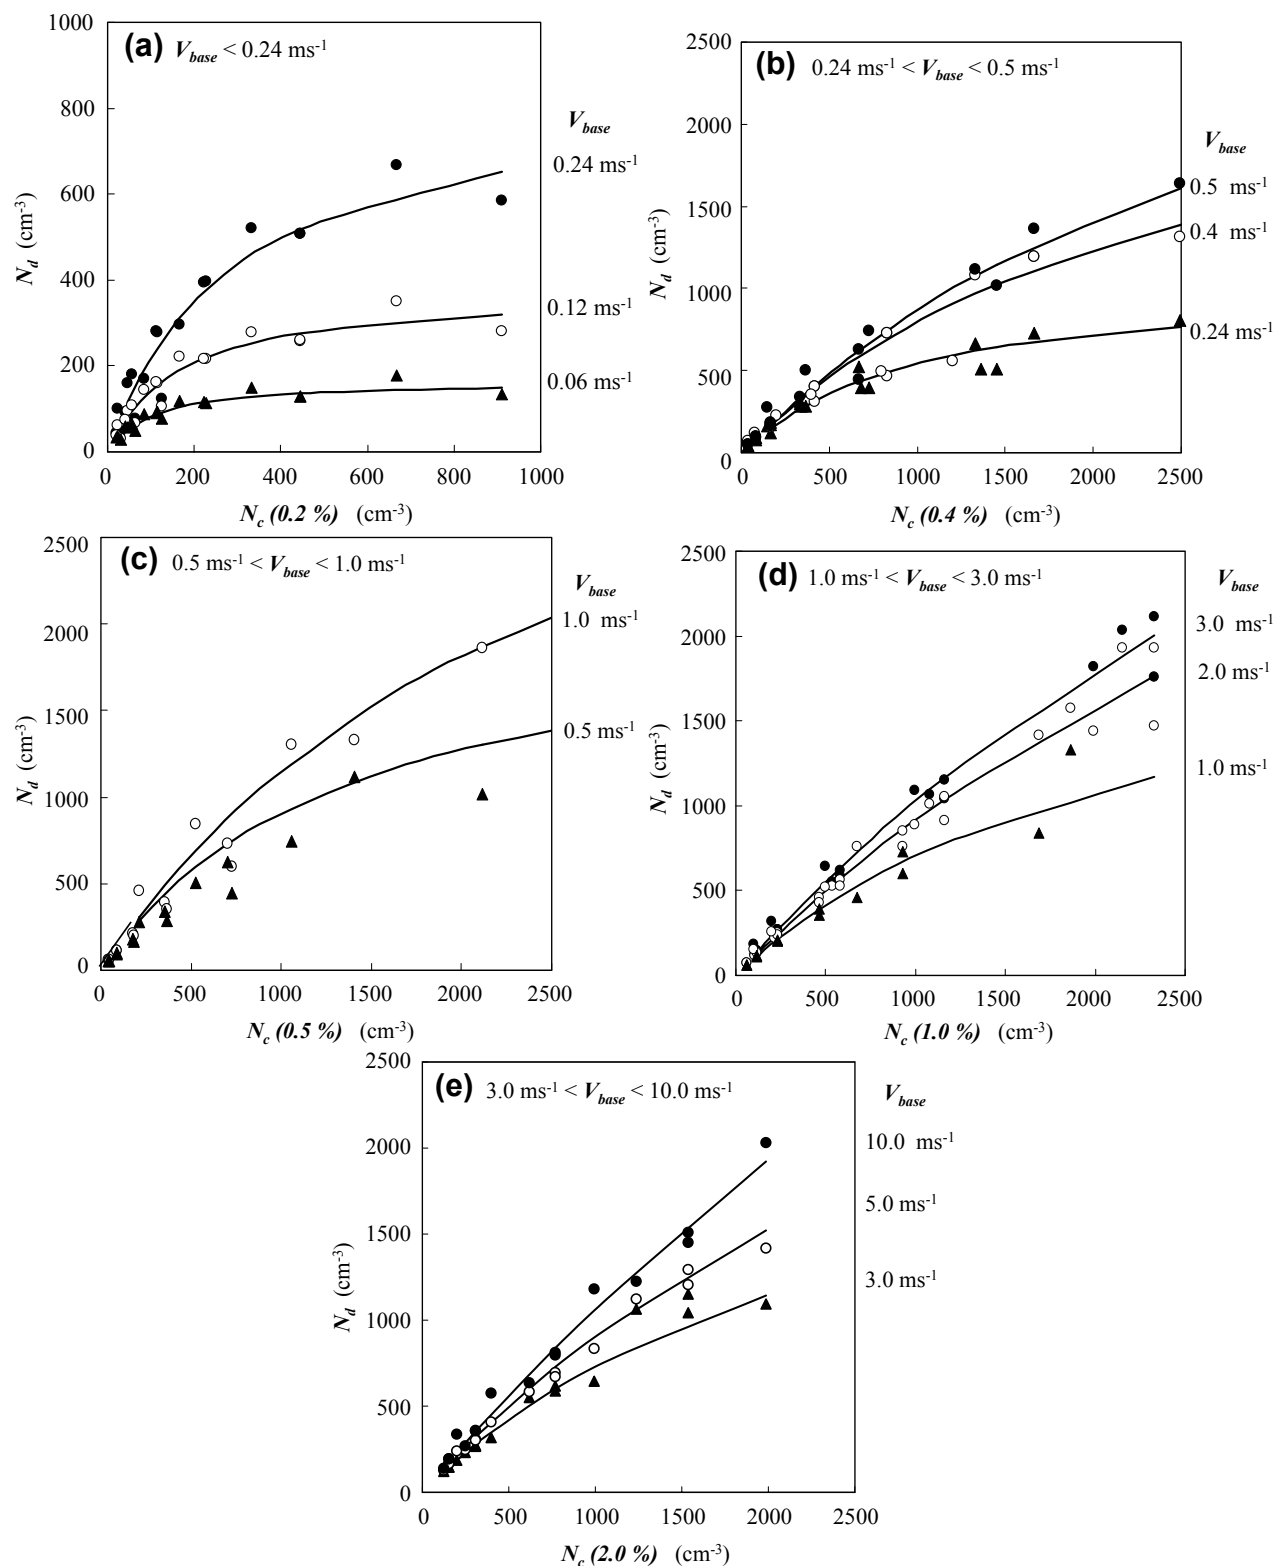 (a) V_base < 0.24 ms⁻¹
1000
800
600
400
200
0
N_d (cm⁻³)
V_base
0.24 ms⁻¹
0.12 ms⁻¹
0.06 ms⁻¹
0 200 400 600 800 1000
N_c (0.2 %) (cm⁻³)
(b) 0.24 ms⁻¹ < V_base < 0.5 ms⁻¹
2500
2000
1500
1000
500
0
N_d (cm⁻³)
V_base
0.5 ms⁻¹
0.4 ms⁻¹
0.24 ms⁻¹
0 500 1000 1500 2000 2500
N_c (0.4 %) (cm⁻³)
(c) 0.5 ms⁻¹ < V_base < 1.0 ms⁻¹
2500
2000
1500
1000
500
0
N_d (cm⁻³)
V_base
1.0 ms⁻¹
0.5 ms⁻¹
0 500 1000 1500 2000 2500
N_c (0.5 %) (cm⁻³)
(d) 1.0 ms⁻¹ < V_base < 3.0 ms⁻¹
2500
2000
1500
1000
500
0
N_d (cm⁻³)
V_base
3.0 ms⁻¹
2.0 ms⁻¹
1.0 ms⁻¹
0 500 1000 1500 2000 2500
N_c (1.0 %) (cm⁻³)
(e) 3.0 ms⁻¹ < V_base < 10.0 ms⁻¹
2500
2000
1500
1000
500
0
N_d (cm⁻³)
V_base
10.0 ms⁻¹
5.0 ms⁻¹
3.0 ms⁻¹
0 500 1000 1500 2000 2500
N_c (2.0 %) (cm⁻³)